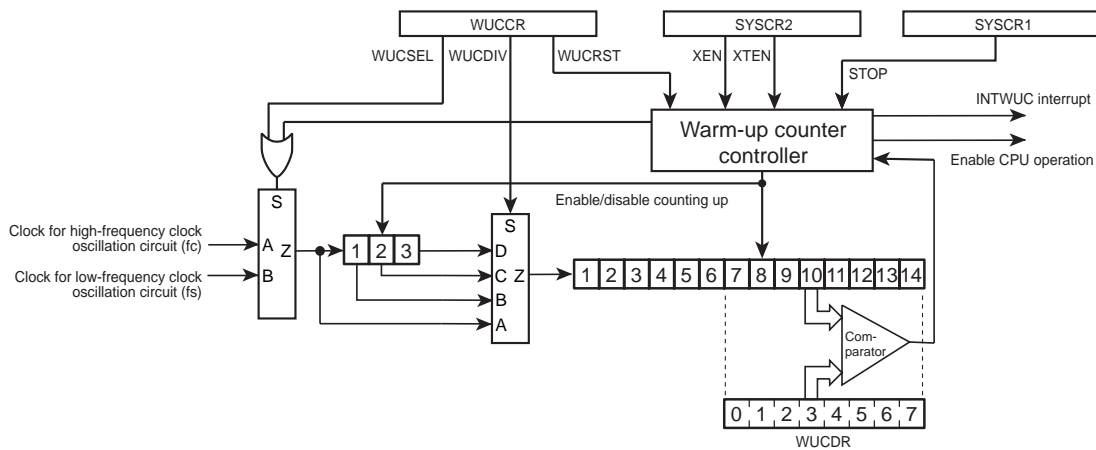 WUCCR
SYSCR2
SYSCR1
WUCSEL
WUCDIV
WUCRST
XEN
XTEN
STOP
INTWUC interrupt
Warm-up counter
controller
Enable CPU operation
S
Enable/disable counting up
Clock for high-frequency clock
oscillation circuit (fc)
Clock for low-frequency clock
oscillation circuit (fs)
A
B
Z
1 2 3
S
D
C
B
A
Z
1 2 3 4 5 6 7 8 9 10 11 12 13 14
Com-
parator
0 1 2 3 4 5 6 7
WUCDR